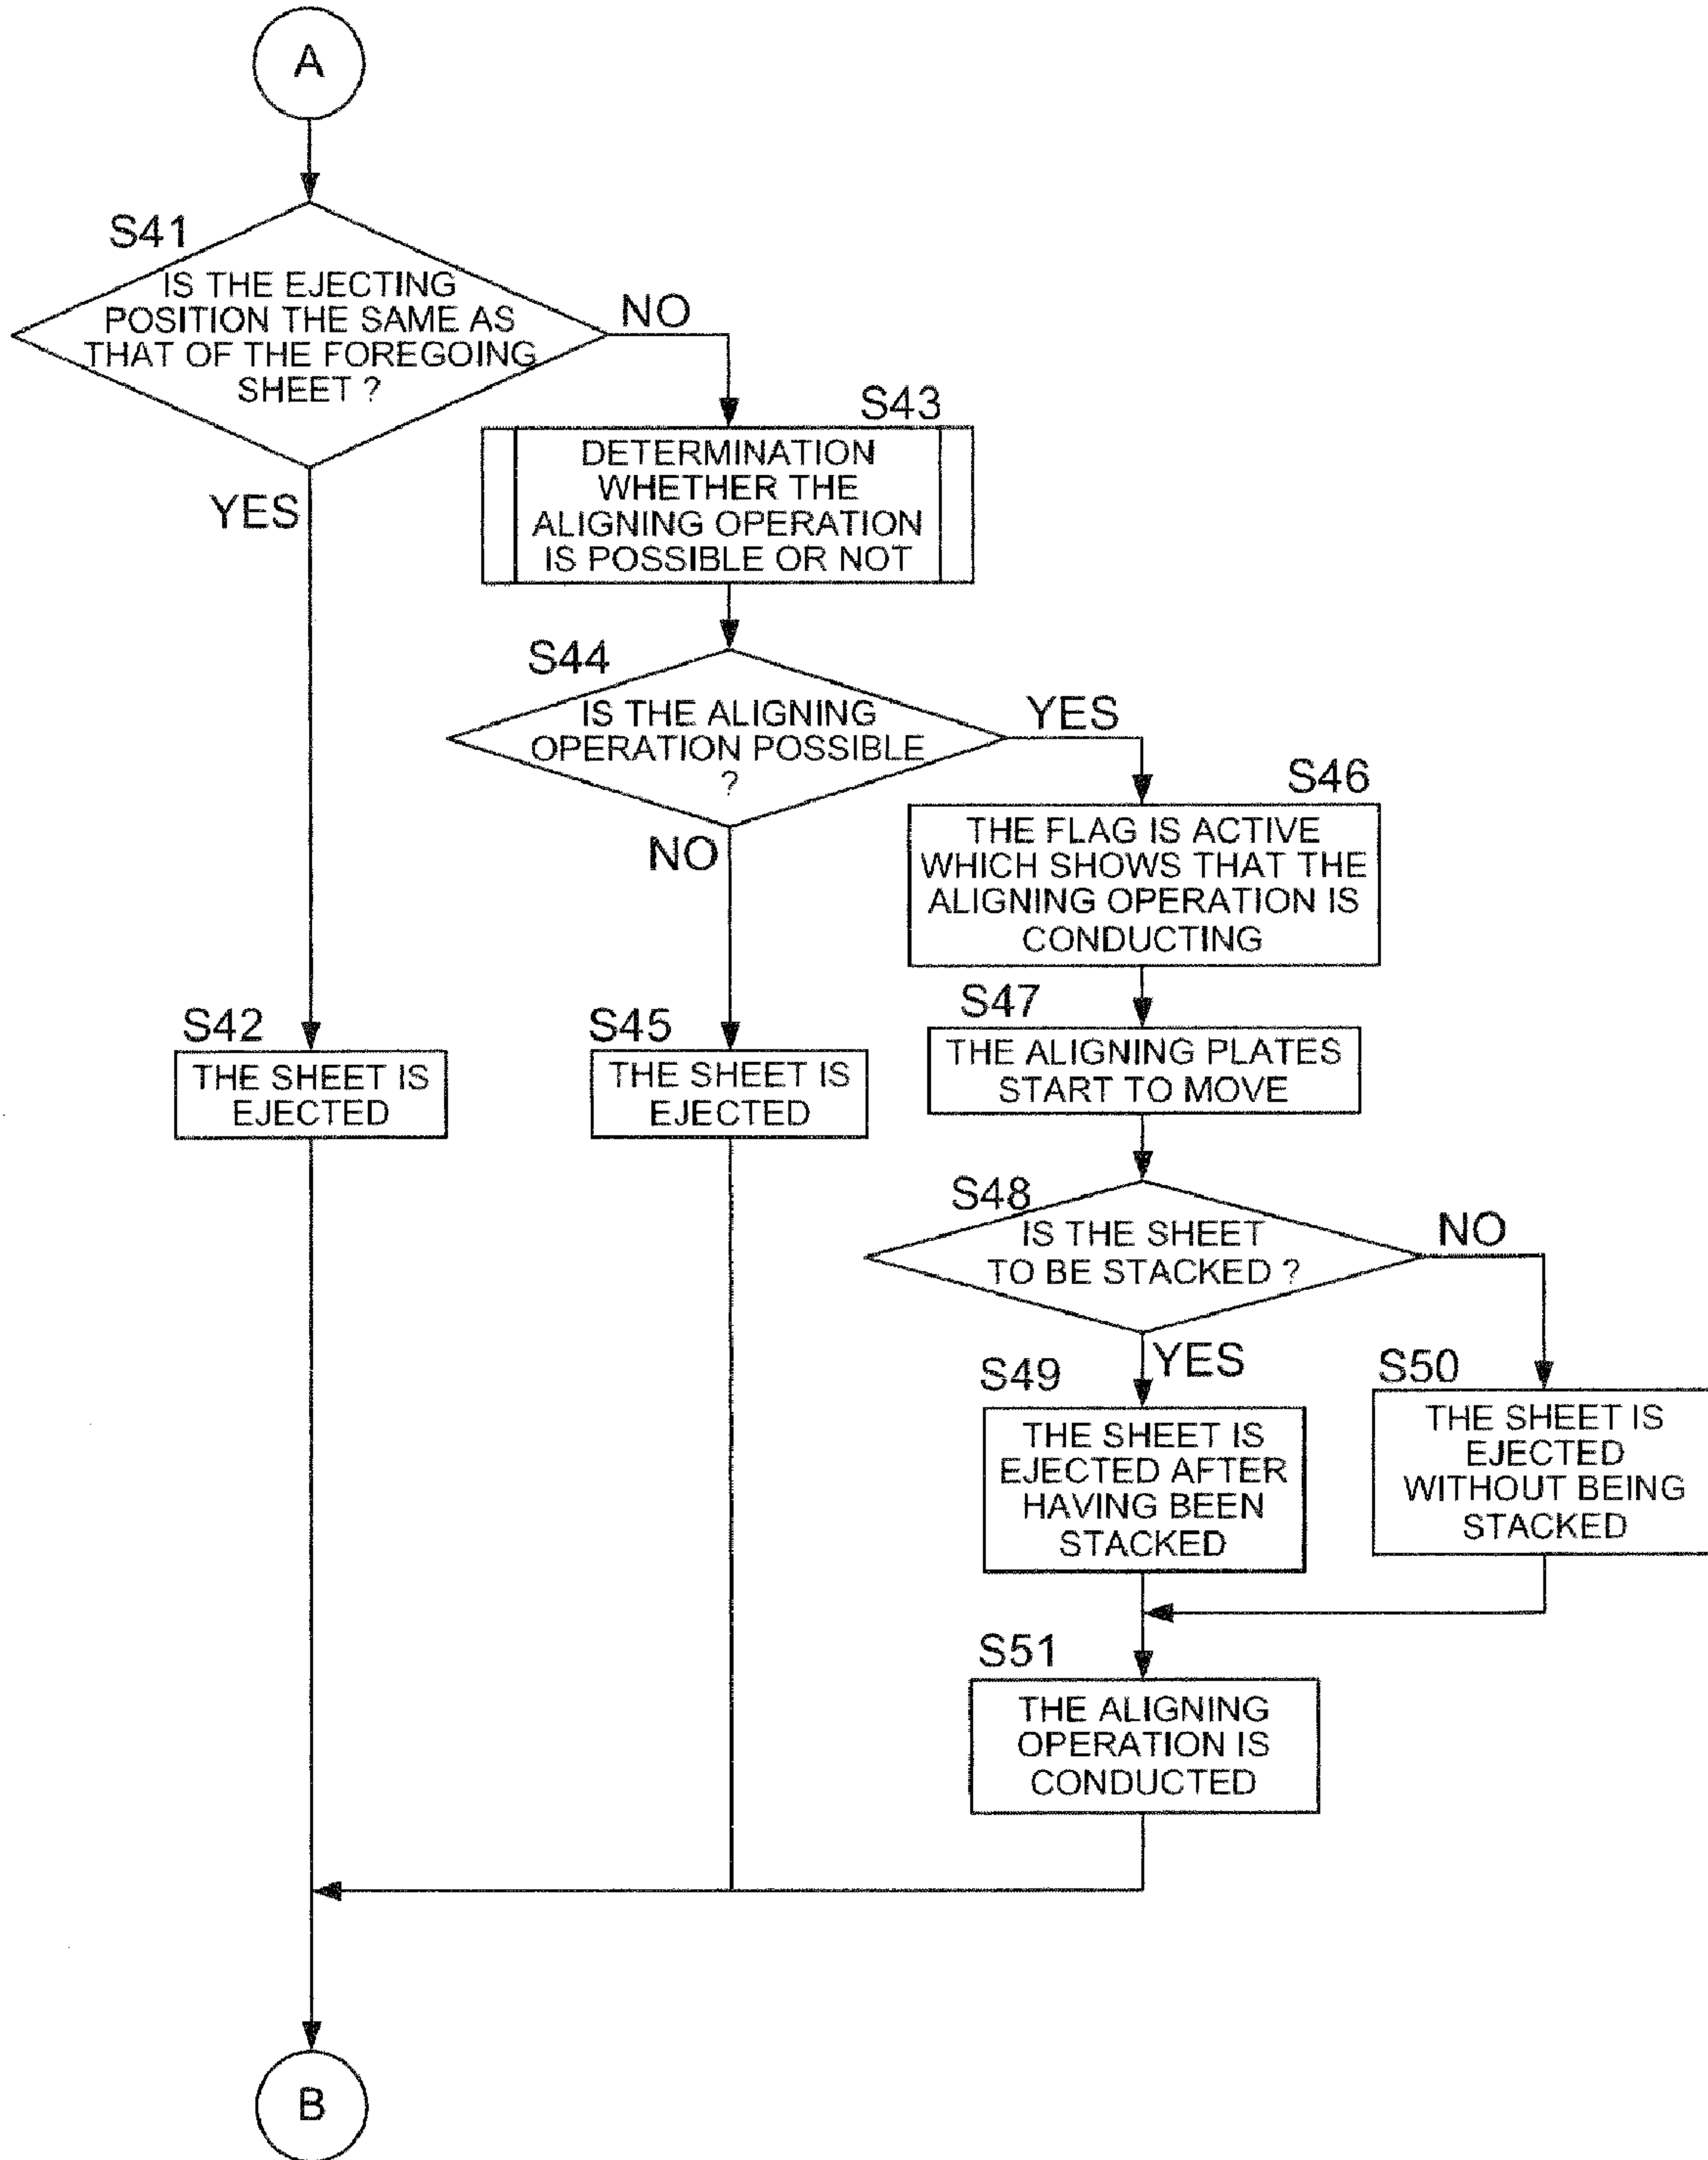 A
S41
IS THE EJECTING
POSITION THE SAME AS
THAT OF THE FOREGOING
SHEET ?
NO
YES
S43
DETERMINATION
WHETHER THE
ALIGNING OPERATION
IS POSSIBLE OR NOT
S44
IS THE ALIGNING
OPERATION POSSIBLE
?
YES
NO
S46
THE FLAG IS ACTIVE
WHICH SHOWS THAT THE
ALIGNING OPERATION IS
CONDUCTING
S42
THE SHEET IS
EJECTED
S45
THE SHEET IS
EJECTED
S47
THE ALIGNING PLATES
START TO MOVE
S48
IS THE SHEET
TO BE STACKED ?
NO
YES
S49
THE SHEET IS
EJECTED AFTER
HAVING BEEN
STACKED
S50
THE SHEET IS
EJECTED
WITHOUT BEING
STACKED
S51
THE ALIGNING
OPERATION IS
CONDUCTED
B